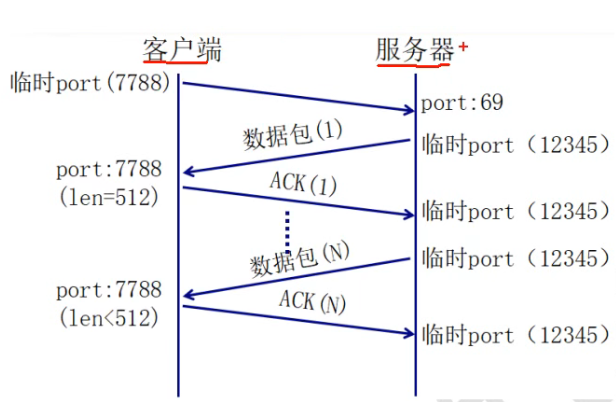 客户端
服务器+
临时port(7788)
port:69
数据包(1)
临时port（12345）
port:7788
(len=512)
ACK(1)
临时port（12345）
数据包(N)
临时port（12345）
port:7788
(len<512)
ACK(N)
临时port（12345）